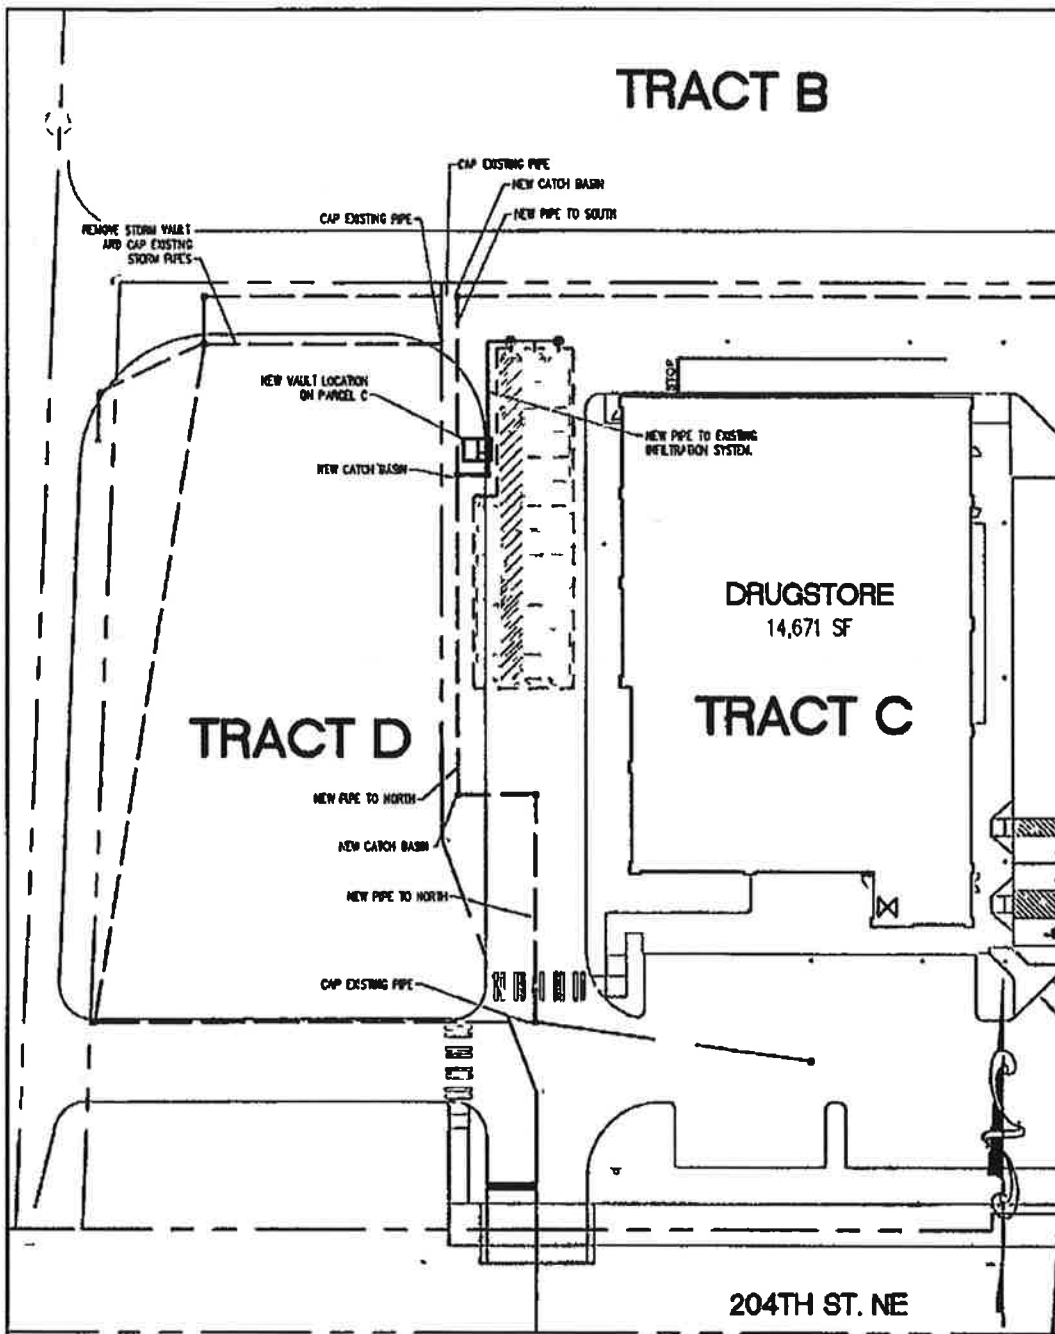 TRACT B
CAP EXISTING PIPE
NEW CATCH BASIN
NEW PIPE TO SOUTH
CAP EXISTING PIPE
REMOVE STORM VAULT
AND CAP EXISTING
STORM PIPES
STOP
NEW VAULT LOCATION
ON PARCEL C
NEW PIPE TO EXISTING
INFILTRATION SYSTEM.
NEW CATCH BASIN
DRUGSTORE
14,671 SF
TRACT D
TRACT C
NEW PIPE TO NORTH
NEW CATCH BASIN
NEW PIPE TO NORTH
CAP EXISTING PIPE
204TH ST. NE